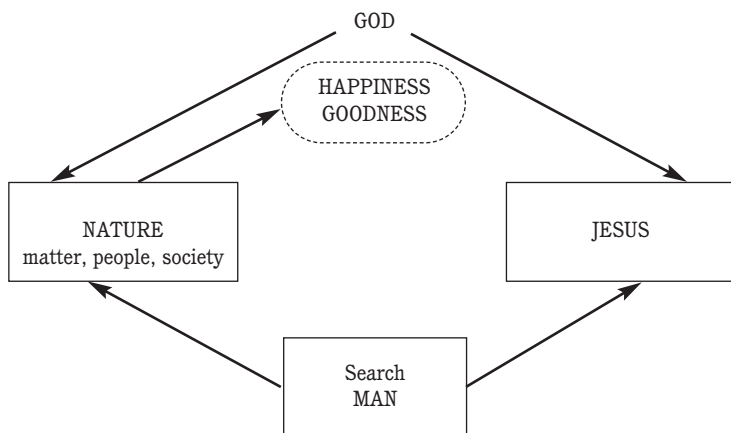 GOD
HAPPINESS
GOODNESS
NATURE
matter, people, society
JESUS
Search
MAN